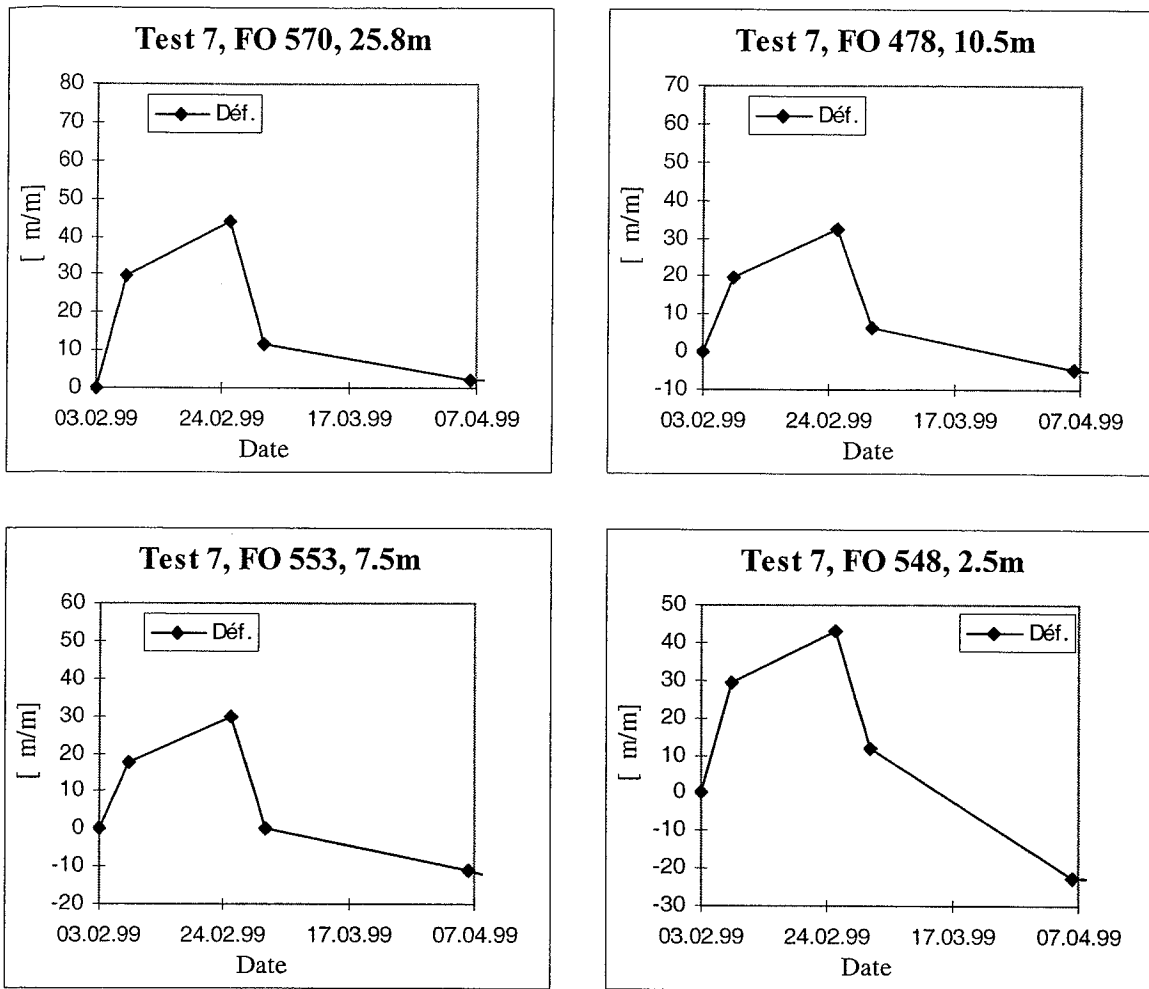 Test 7, FO 570, 25.8m
80
70
60
50
40
30
20
10
0
[ m/m]
Déf.
03.02.99 24.02.99 17.03.99 07.04.99
Date
Test 7, FO 478, 10.5m
70
60
50
40
30
20
10
0
-10
[ m/m]
Déf.
03.02.99 24.02.99 17.03.99 07.04.99
Date
Test 7, FO 553, 7.5m
60
50
40
30
20
10
0
-10
-20
[ m/m]
Déf.
03.02.99 24.02.99 17.03.99 07.04.99
Date
Test 7, FO 548, 2.5m
50
40
30
20
10
0
-10
-20
-30
[ m/m]
Déf.
03.02.99 24.02.99 17.03.99 07.04.99
Date